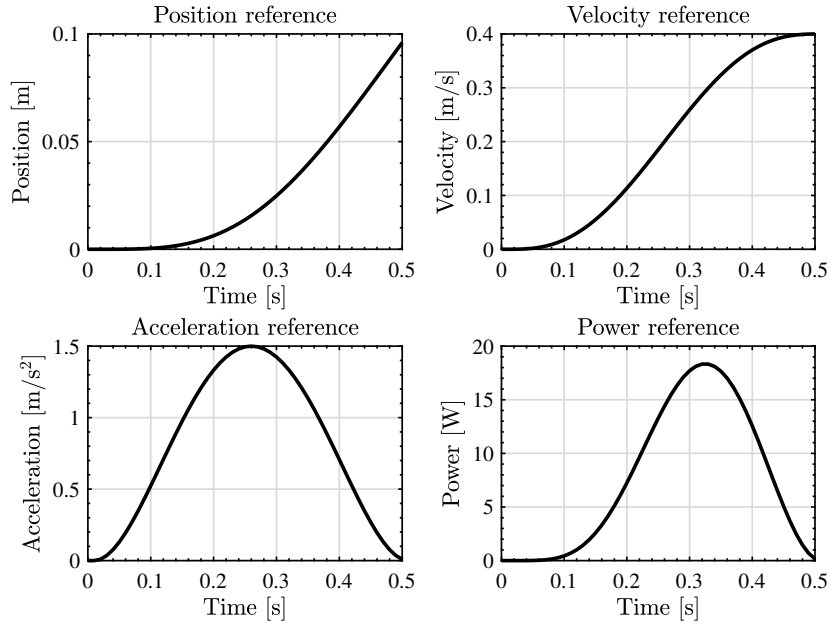 Position reference
Position [m]
0.1
0.05
0
0 0.1 0.2 0.3 0.4 0.5
Time [s]
Velocity reference
Velocity [m/s]
0.4
0.3
0.2
0.1
0
0 0.1 0.2 0.3 0.4 0.5
Time [s]
Acceleration reference
Acceleration [m/s²]
1.5
1
0.5
0
0 0.1 0.2 0.3 0.4 0.5
Time [s]
Power reference
Power [W]
20
15
10
5
0
0 0.1 0.2 0.3 0.4 0.5
Time [s]